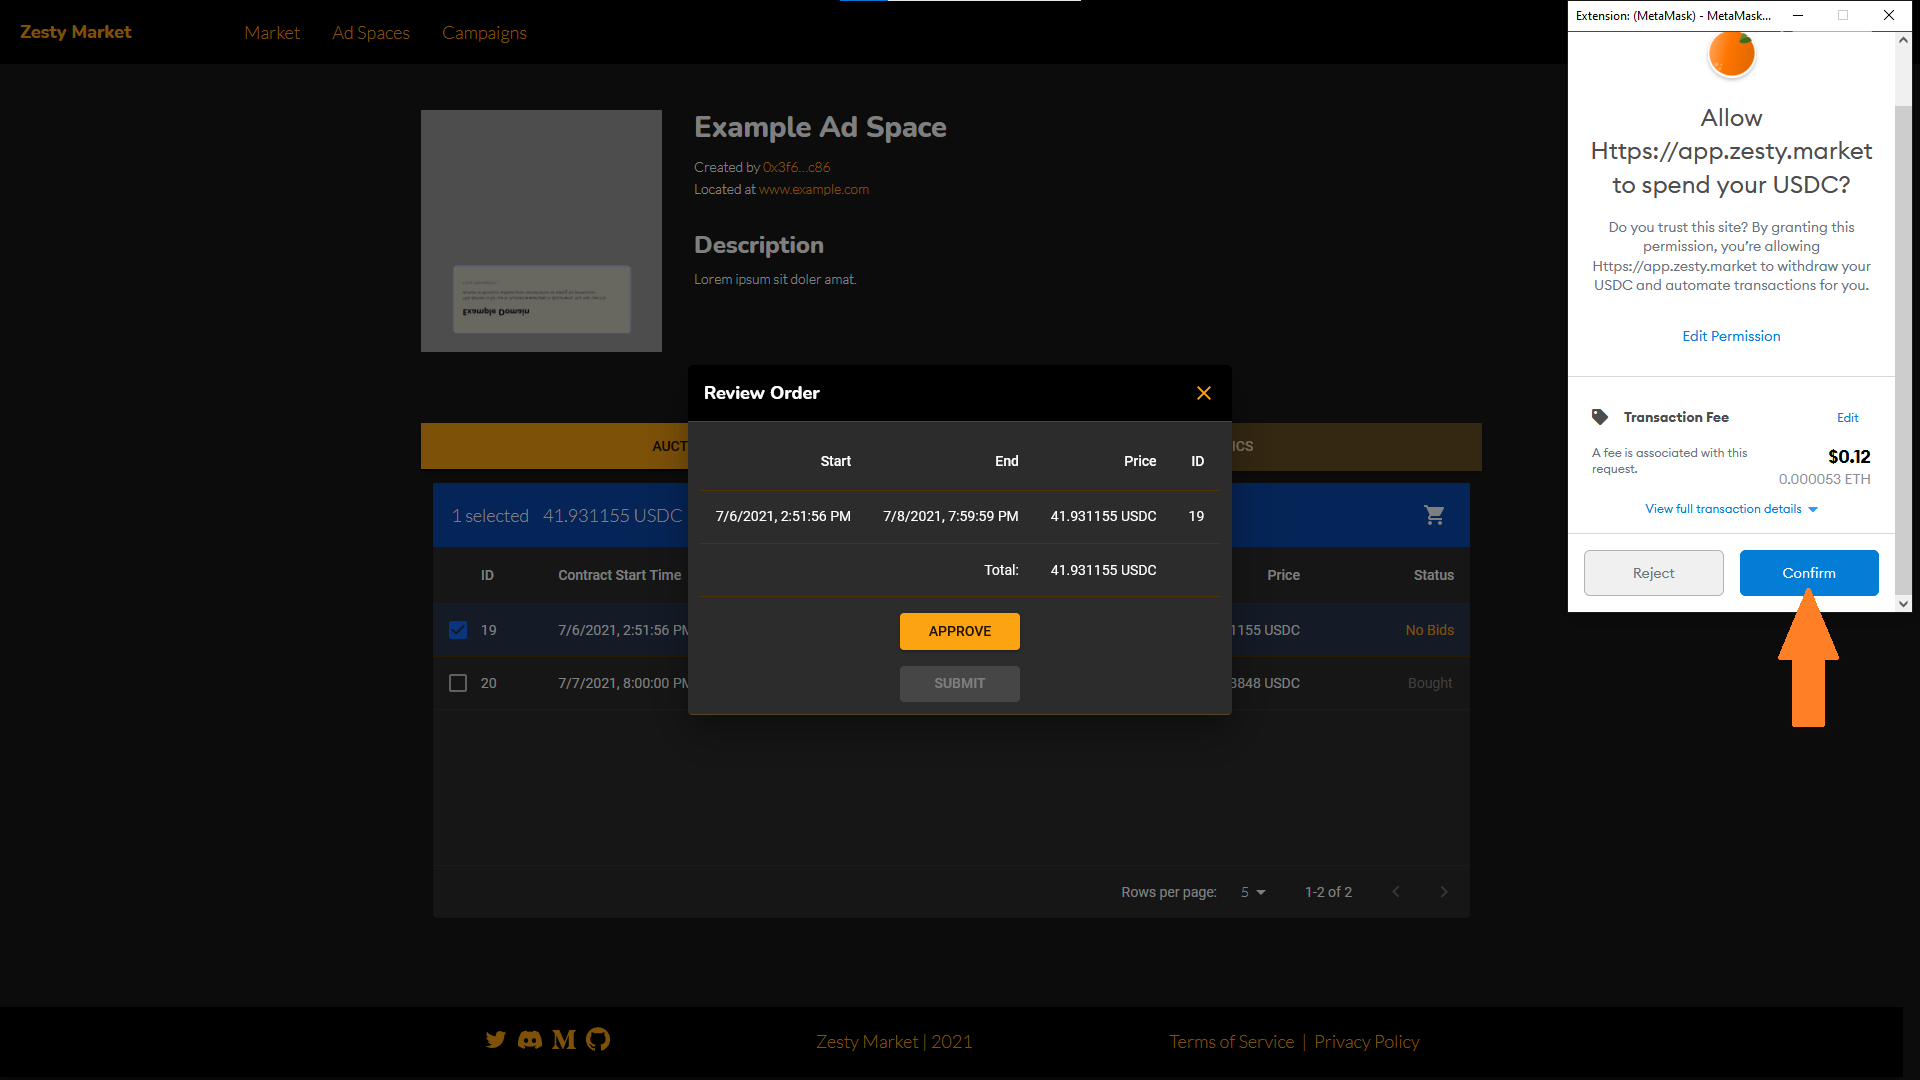 Zesty Market
Market
Ad Spaces
Campaigns
Example Ad Space
Created by 0x3f6...c86
Located at www.example.com
Description
Lorem ipsum sit doler amat.
Example Domain
AUCT
ICS
1 selected 41.931155 USDC
ID Contract Start Time Price Status
19 7/6/2021, 2:51:56 PM 1155 USDC No Bids
20 7/7/2021, 8:00:00 PM 3848 USDC Bought
Rows per page: 5 1-2 of 2
Review Order
Start End Price ID
7/6/2021, 2:51:56 PM 7/8/2021, 7:59:59 PM 41.931155 USDC 19
Total: 41.931155 USDC
APPROVE
SUBMIT
Extension: (MetaMask) - MetaMask...
Allow
Https://app.zesty.market
to spend your USDC?
Do you trust this site? By granting this
permission, you’re allowing
Https://app.zesty.market to withdraw your
USDC and automate transactions for you.
Edit Permission
Transaction Fee Edit
A fee is associated with this
request.
$0.12
0.000053 ETH
View full transaction details
Reject
Confirm
Zesty Market | 2021
Terms of Service | Privacy Policy